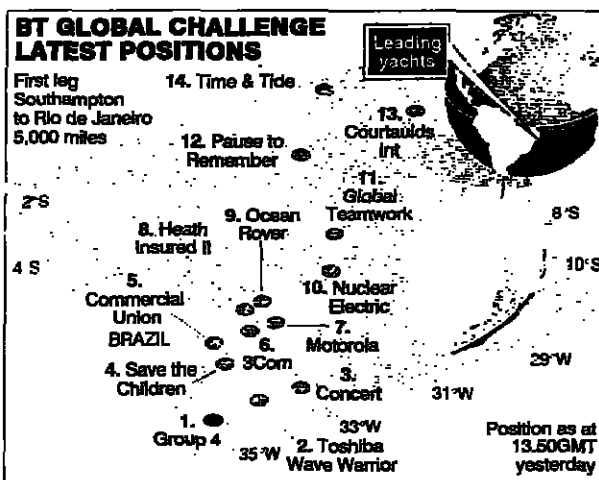 BT GLOBAL CHALLENGE
LATEST POSITIONS
Leading
yachts
First leg
Southampton
to Rio de Janeiro
5,000 miles
14. Time & Tide
13.
Courtaulds
Int
12. Pause to
Remember
11.
Global
Teamwork
2°S
8°S
9. Ocean
Rover
8. Heath
Insured II
4 S
10°S
10. Nuclear
Electric
5.
Commercial
Union
BRAZIL
7.
Motorola
6.
3Com
4. Save the
Children
3.
Concert
29°W
31°W
33°W
35°W
1.
Group 4
2. Toshiba
Wave Warrior
Position as at
13.50GMT
yesterday